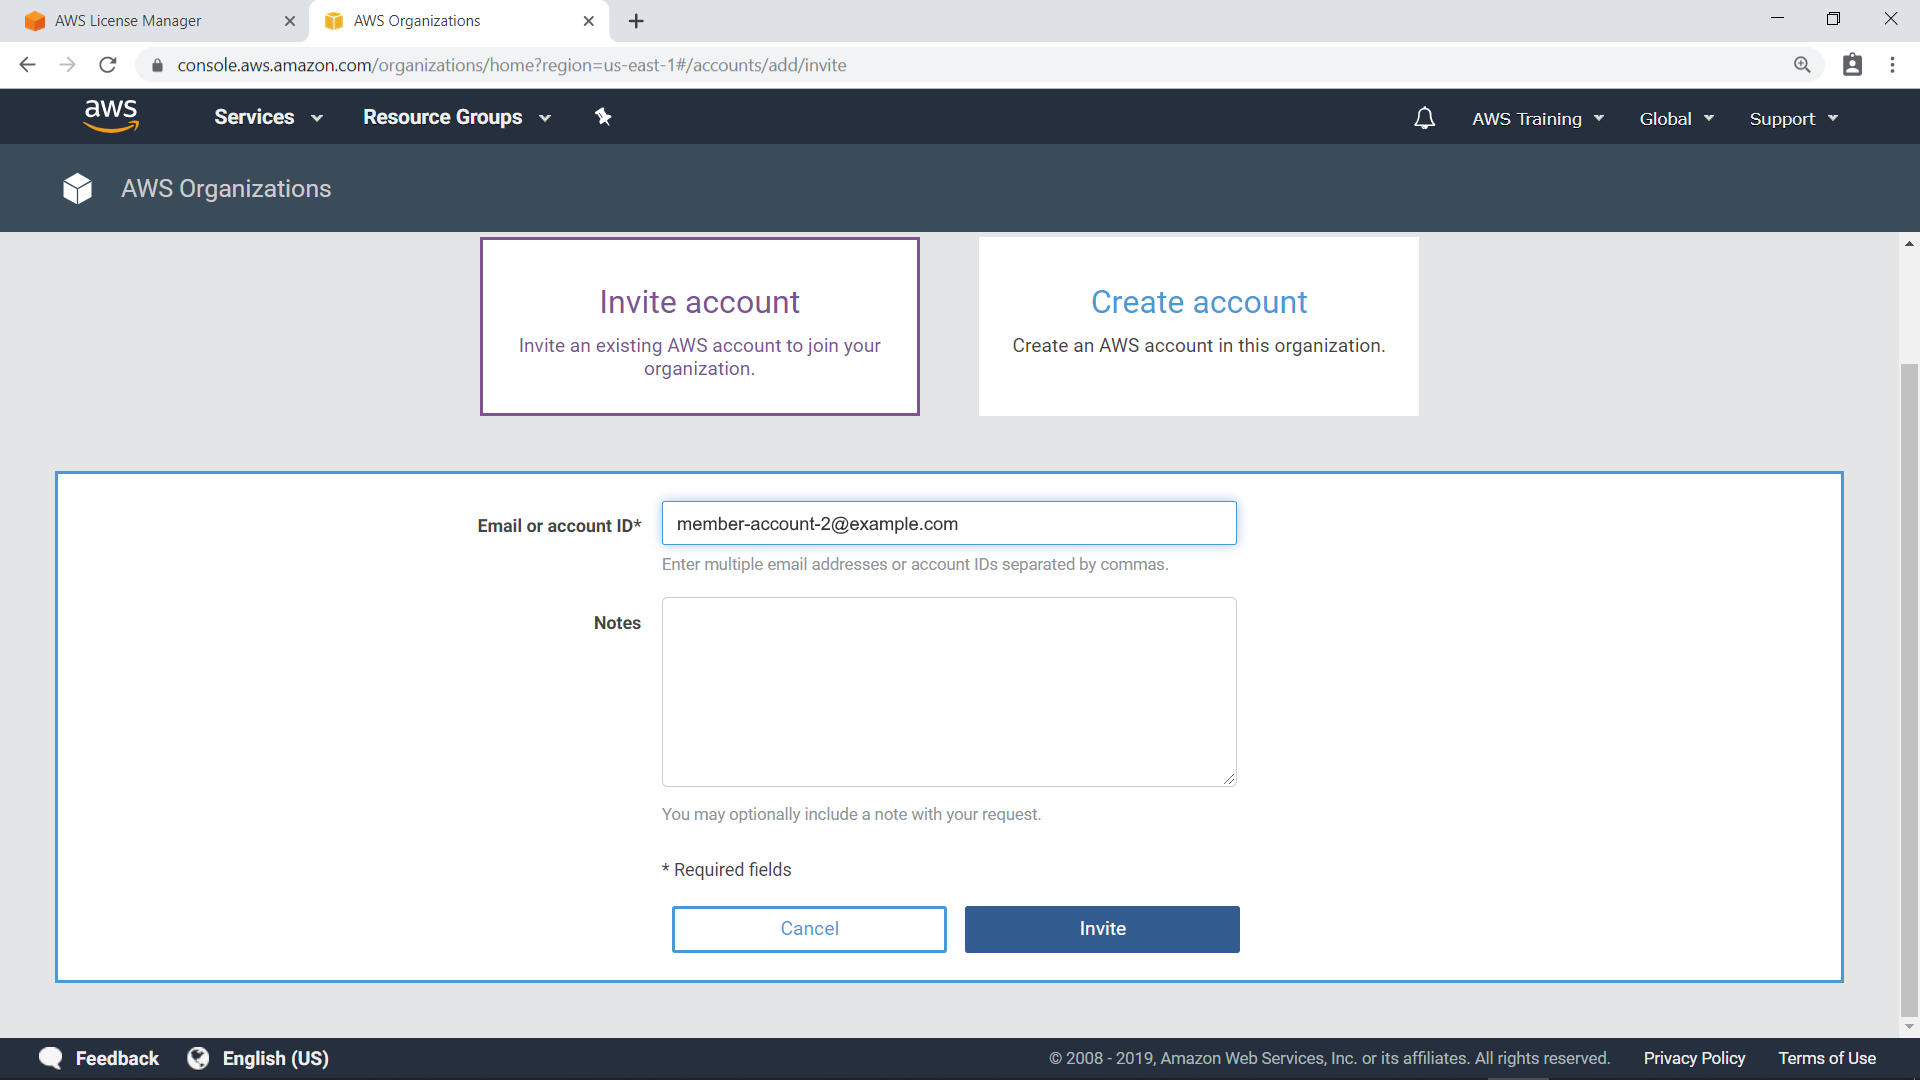 AWS License Manager
AWS Organizations
console.aws.amazon.com/organizations/home?region=us-east-1#/accounts/add/invite
aws
Services
Resource Groups
AWS Training
Global
Support
AWS Organizations
Invite account
Invite an existing AWS account to join your
organization.
Create account
Create an AWS account in this organization.
Email or account ID*
member-account-2@example.com
Enter multiple email addresses or account IDs separated by commas.
Notes
You may optionally include a note with your request.
* Required fields
Cancel
Invite
Feedback
English (US)
© 2008 - 2019, Amazon Web Services, Inc. or its affiliates. All rights reserved.
Privacy Policy
Terms of Use